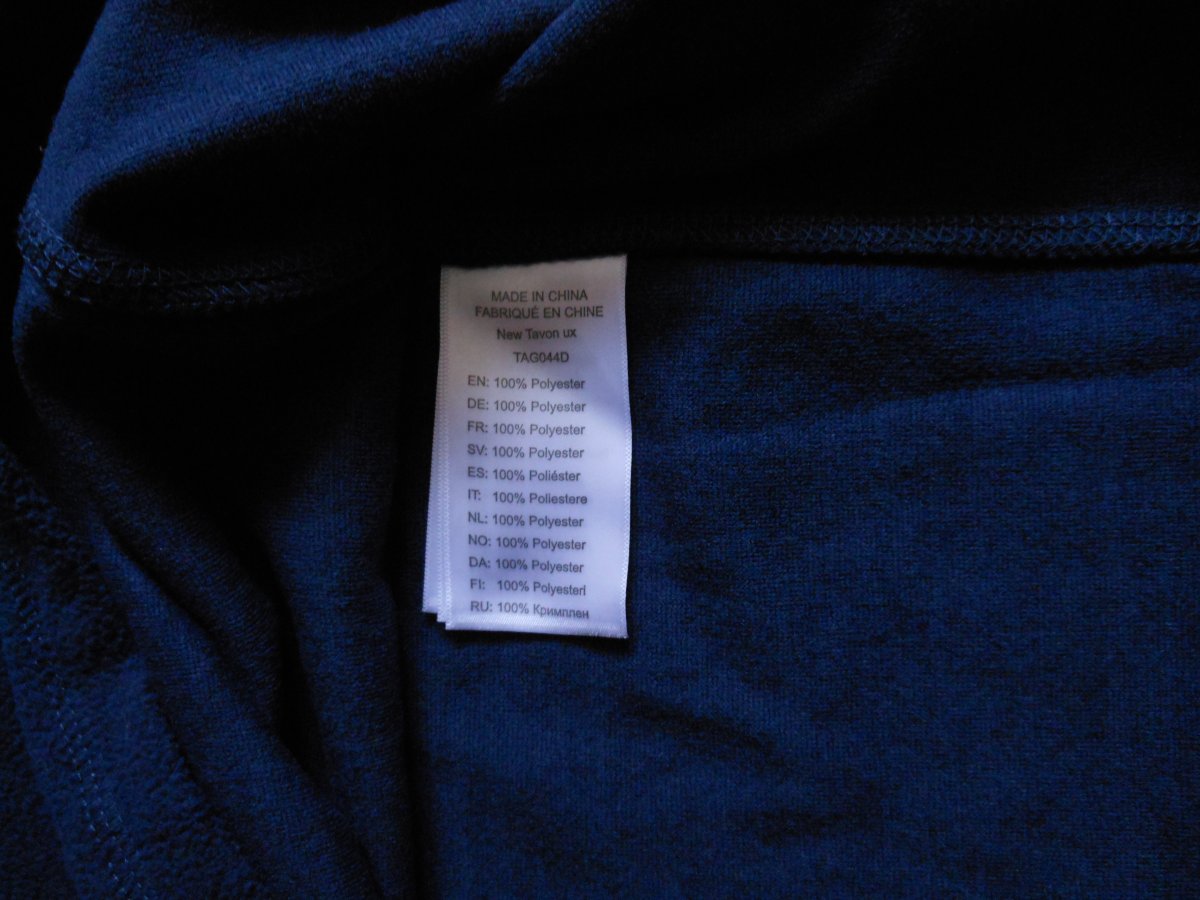 MADE IN CHINA
FABRIQUÉ EN CHINE
New Tavon ux
TAG044D
EN: 100% Polyester
DE: 100% Polyester
FR: 100% Polyester
SV: 100% Polyester
ES: 100% Poliéster
IT: 100% Poliestere
NL: 100% Polyester
NO: 100% Polyester
DA: 100% Polyester
FI: 100% Polyesteri
RU: 100% Кримплен